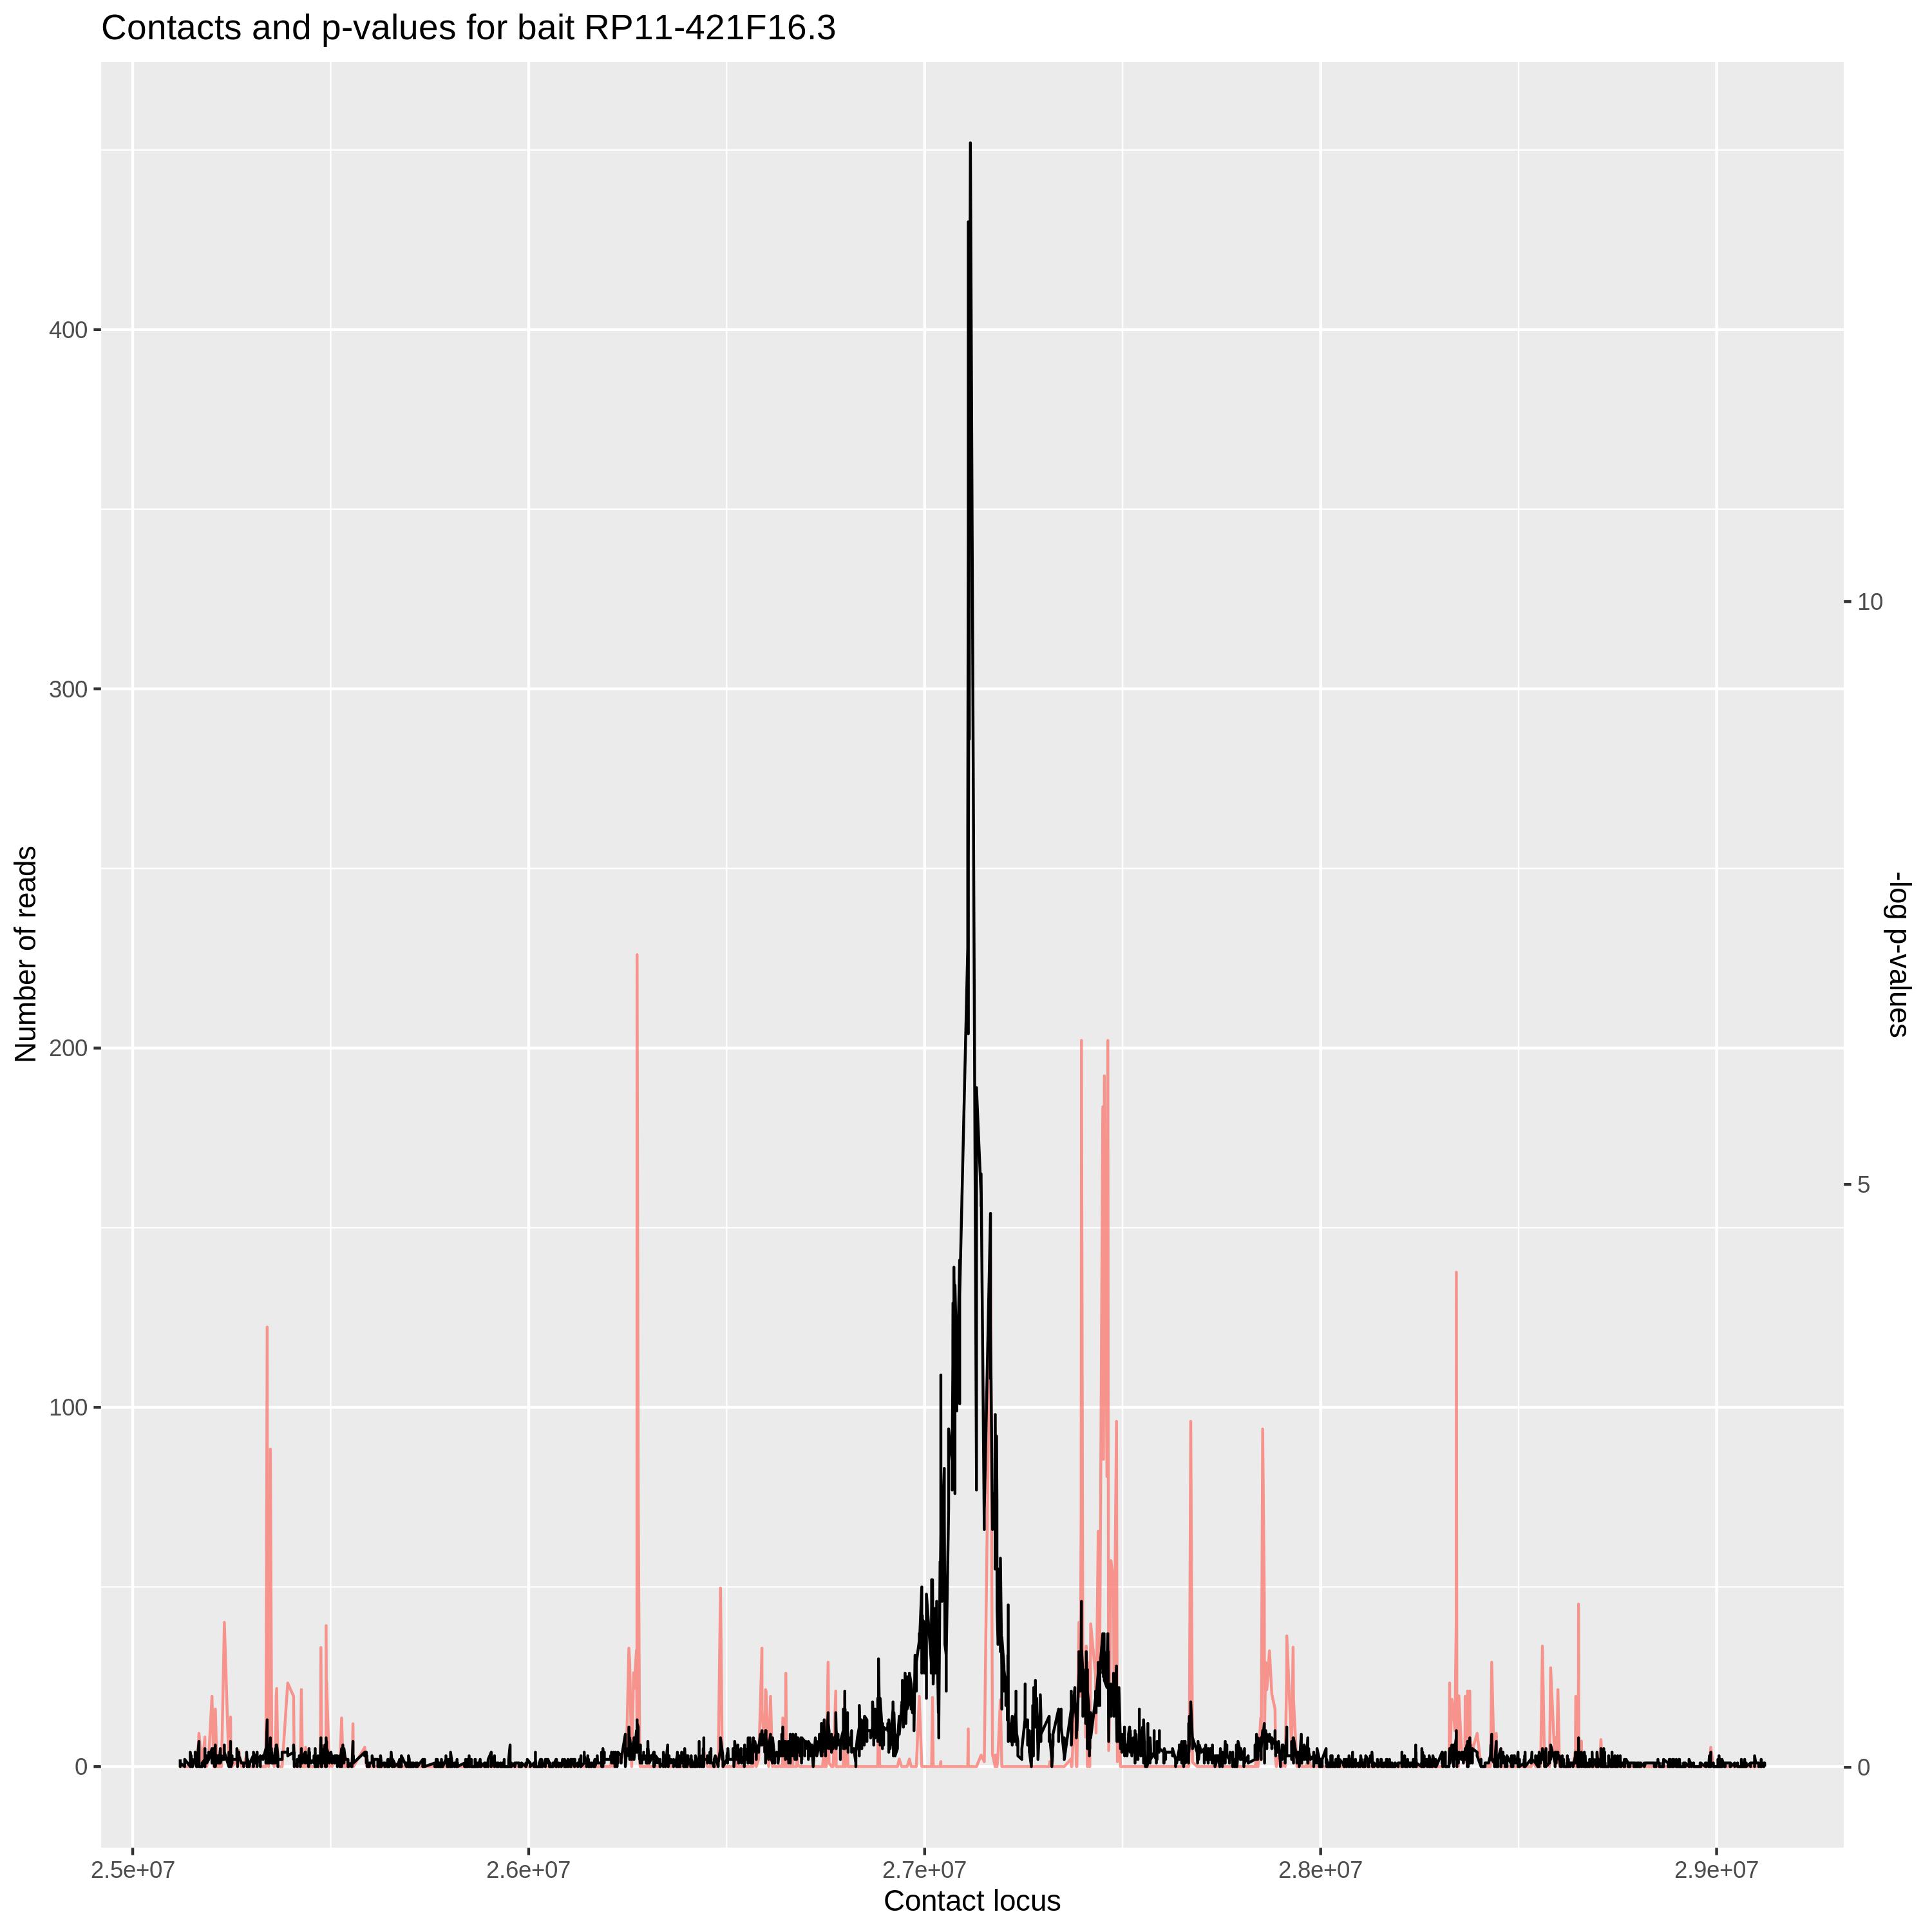 Contacts and p-values for bait RP11-421F16.3
Number of reads
400
300
200
100
0
10
5
0
-log p-values
2.5e+07 2.6e+07 2.7e+07 2.8e+07 2.9e+07
Contact locus